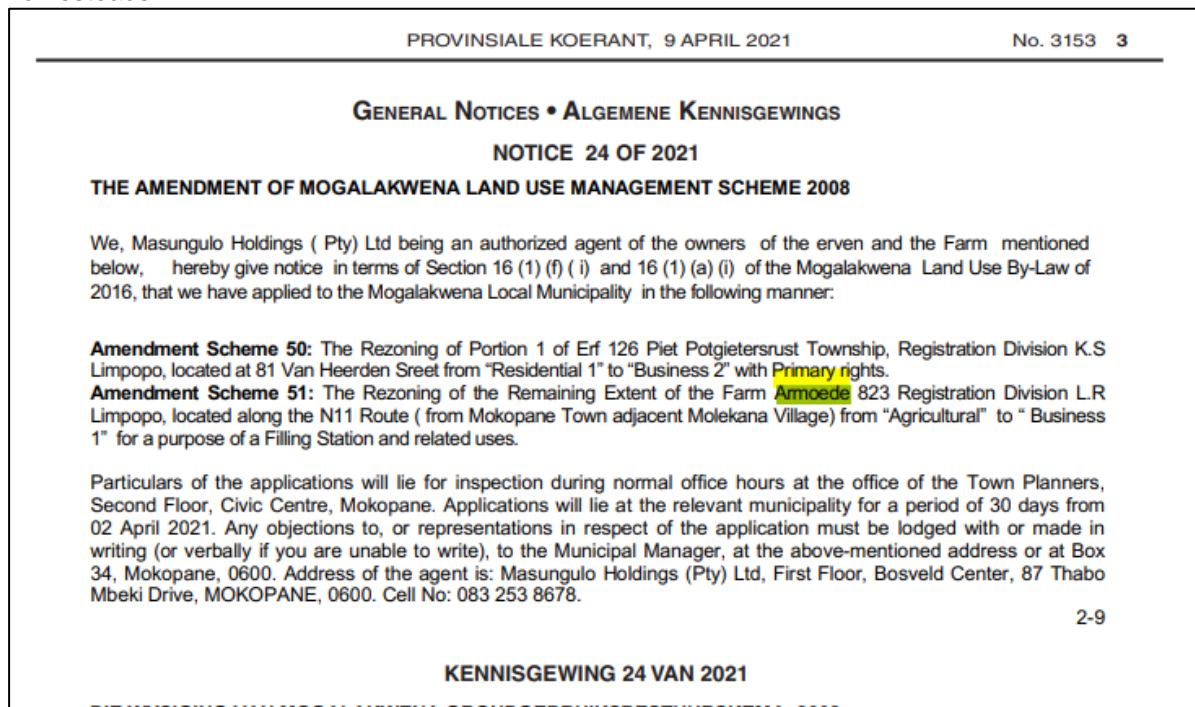 PROVINSIALE KOERANT, 9 APRIL 2021 No. 3153 3
GENERAL NOTICES • ALGEMENE KENNISGEWINGS
NOTICE 24 OF 2021
THE AMENDMENT OF MOGALAKWENA LAND USE MANAGEMENT SCHEME 2008
We, Masungulo Holdings ( Pty) Ltd being an authorized agent of the owners of the erven and the Farm mentioned
below, hereby give notice in terms of Section 16 (1) (f) ( i) and 16 (1) (a) (i) of the Mogalakwena Land Use By-Law of
2016, that we have applied to the Mogalakwena Local Municipality in the following manner:
Amendment Scheme 50: The Rezoning of Portion 1 of Erf 126 Piet Potgietersrust Township, Registration Division K.S
Limpopo, located at 81 Van Heerden Sreet from “Residential 1” to “Business 2” with Primary rights.
Amendment Scheme 51: The Rezoning of the Remaining Extent of the Farm Armoede 823 Registration Division L.R
Limpopo, located along the N11 Route ( from Mokopane Town adjacent Molekana Village) from “Agricultural” to “ Business
1” for a purpose of a Filling Station and related uses.
Particulars of the applications will lie for inspection during normal office hours at the office of the Town Planners,
Second Floor, Civic Centre, Mokopane. Applications will lie at the relevant municipality for a period of 30 days from
02 April 2021. Any objections to, or representations in respect of the application must be lodged with or made in
writing (or verbally if you are unable to write), to the Municipal Manager, at the above-mentioned address or at Box
34, Mokopane, 0600. Address of the agent is: Masungulo Holdings (Pty) Ltd, First Floor, Bosveld Center, 87 Thabo
Mbeki Drive, MOKOPANE, 0600. Cell No: 083 253 8678.
2-9
KENNISGEWING 24 VAN 2021